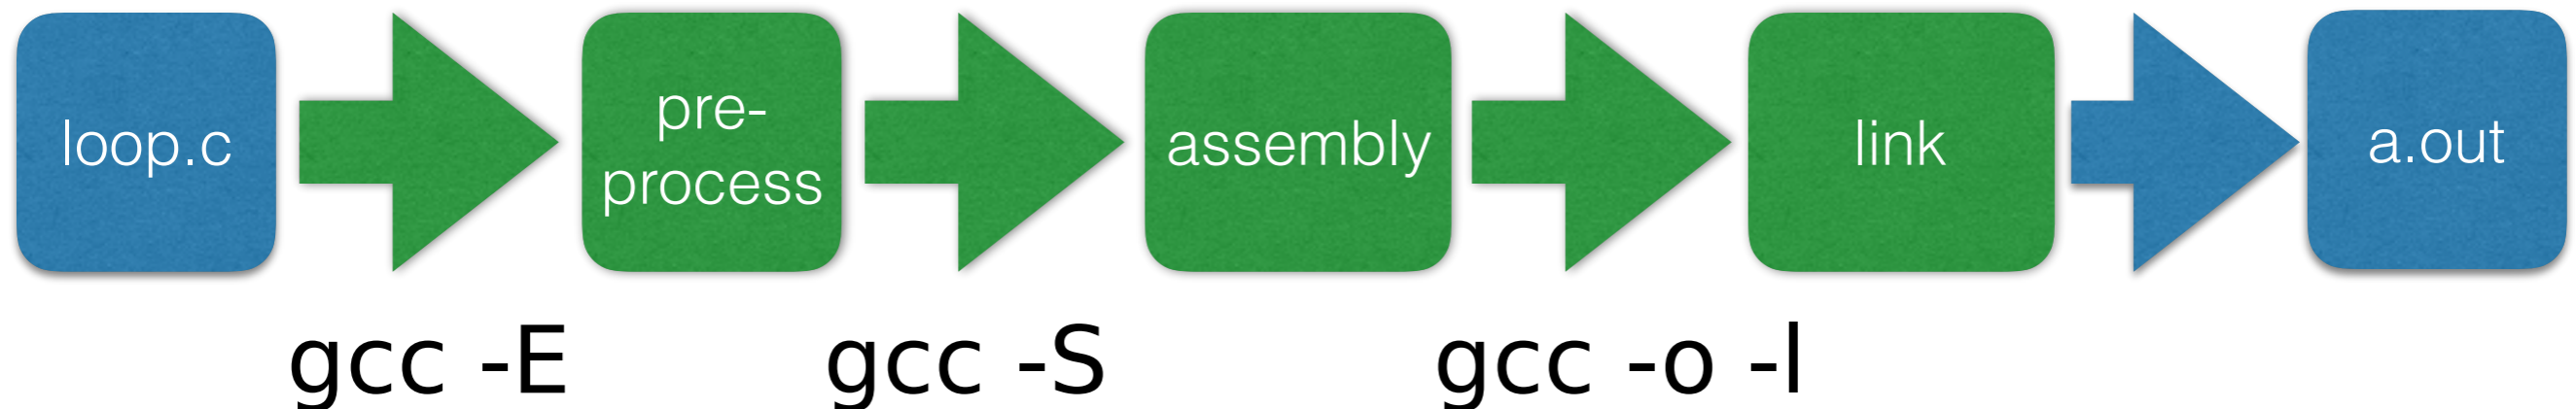 loop.c
pre-
process
assembly
link
a.out
gcc -E
gcc -S
gcc -o -l